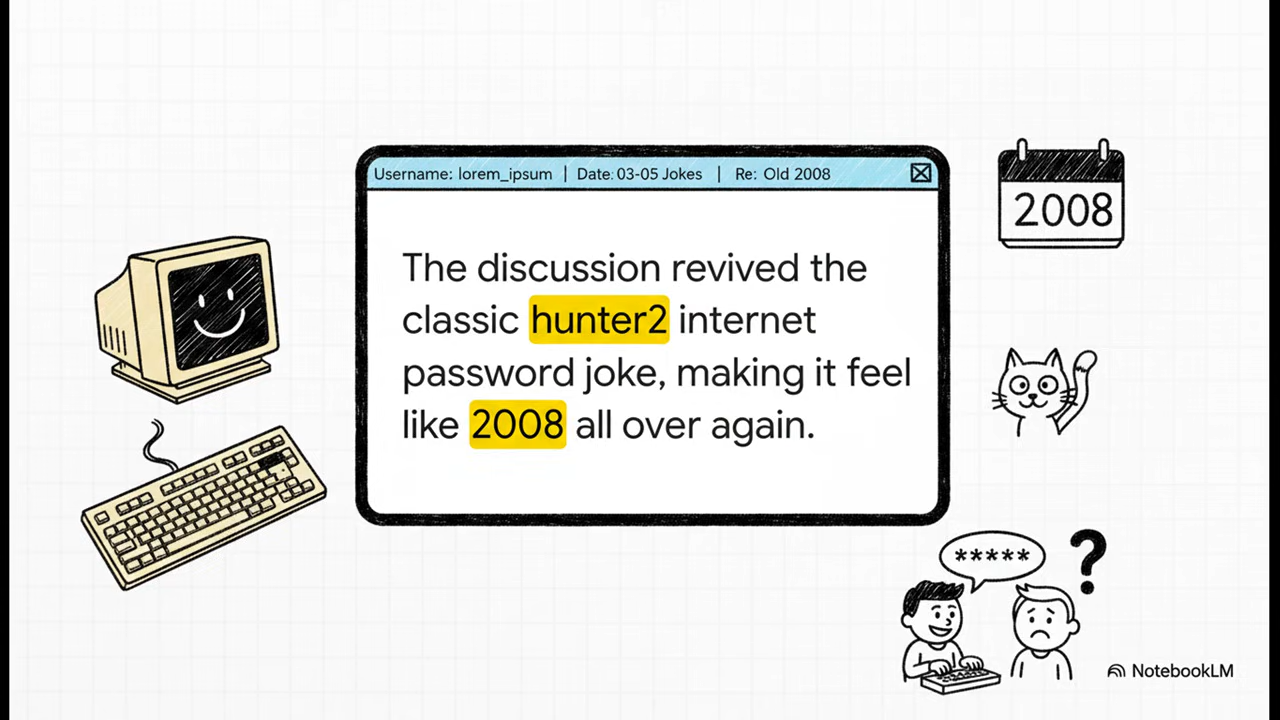 Username: lorem_ipsum | Date: 03-05 Jokes | Re: Old 2008
The discussion revived the
classic hunter2 internet
password joke, making it feel
like 2008 all over again.
2008
*****
?
NotebookLM